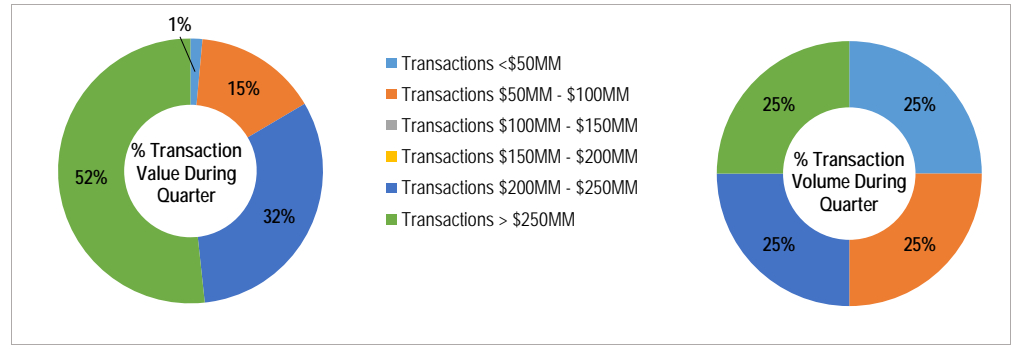 1%
15%
32%
52%
% Transaction
Value During
Quarter
Transactions <$50MM
Transactions $50MM - $100MM
Transactions $100MM - $150MM
Transactions $150MM - $200MM
Transactions $200MM - $250MM
Transactions > $250MM
25%
25%
25%
25%
% Transaction
Volume During
Quarter